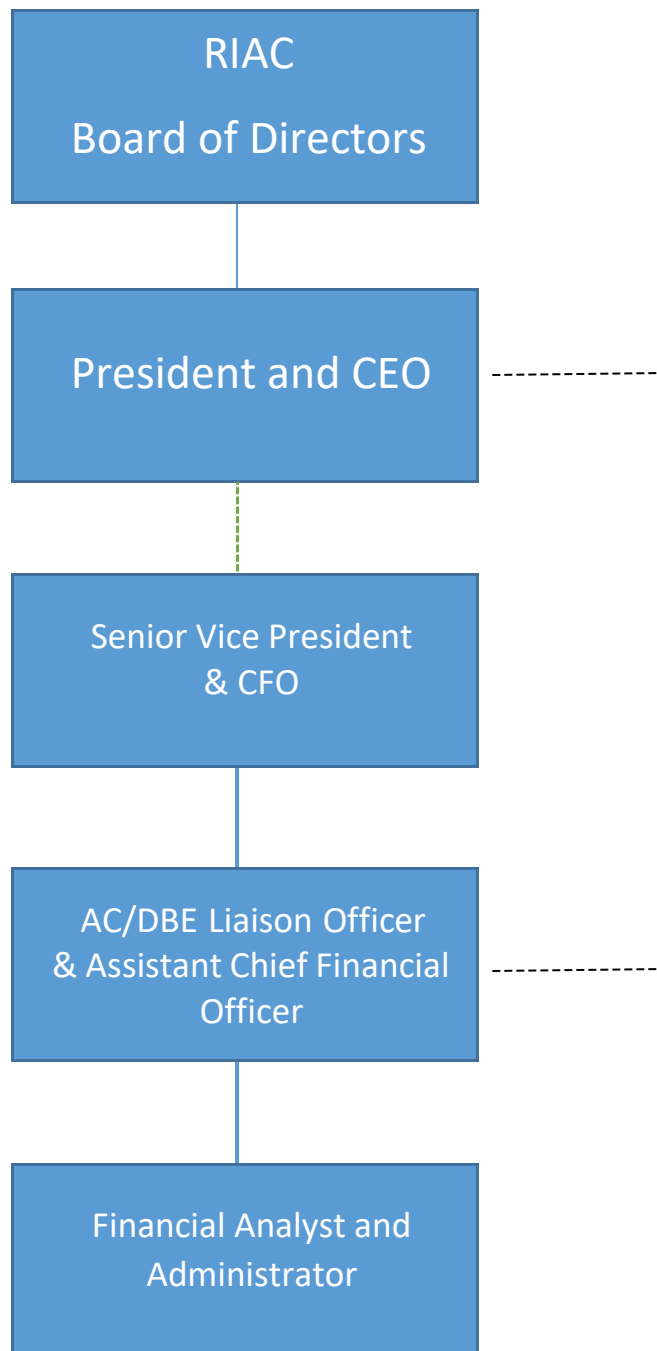 RIAC
Board of Directors
President and CEO
Senior Vice President
& CFO
AC/DBE Liaison Officer
& Assistant Chief Financial
Officer
Financial Analyst and
Administrator